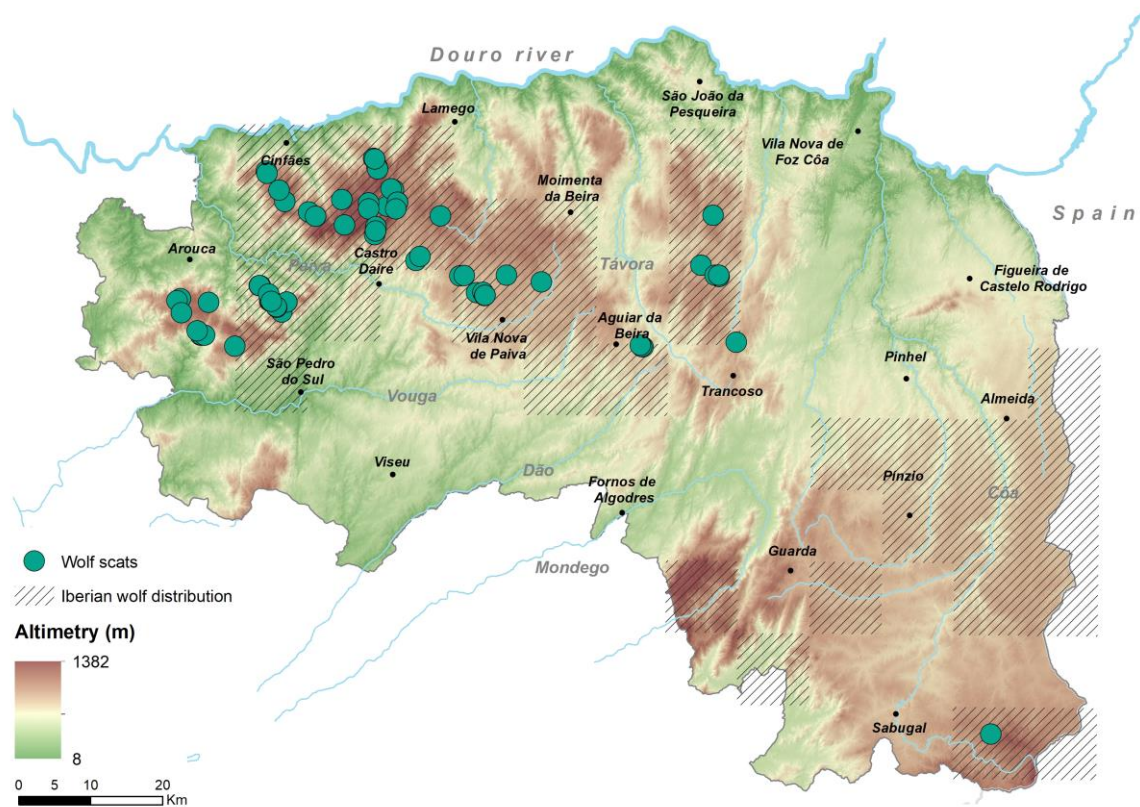 Douro river
São João da
Pesqueira
Lamego
Vila Nova de
Foz Côa
Cinfães
Moimenta
da Beira
Spain
Arouca
Paiva
Castro
Daire
Távora
Figueira de
Castelo Rodrigo
Vila Nova
de Paiva
Aguiar da
Beira
São Pedro
do Sul
Trancoso
Pinhel
Vouga
Almeida
Viseu
Dão
Fornos de
Algodres
Pínzio
Côa
Guarda
Mondego
Wolf scats
Iberian wolf distribution
Altimetry (m)
1382
8
Sabugal
0 5 10 20
Km